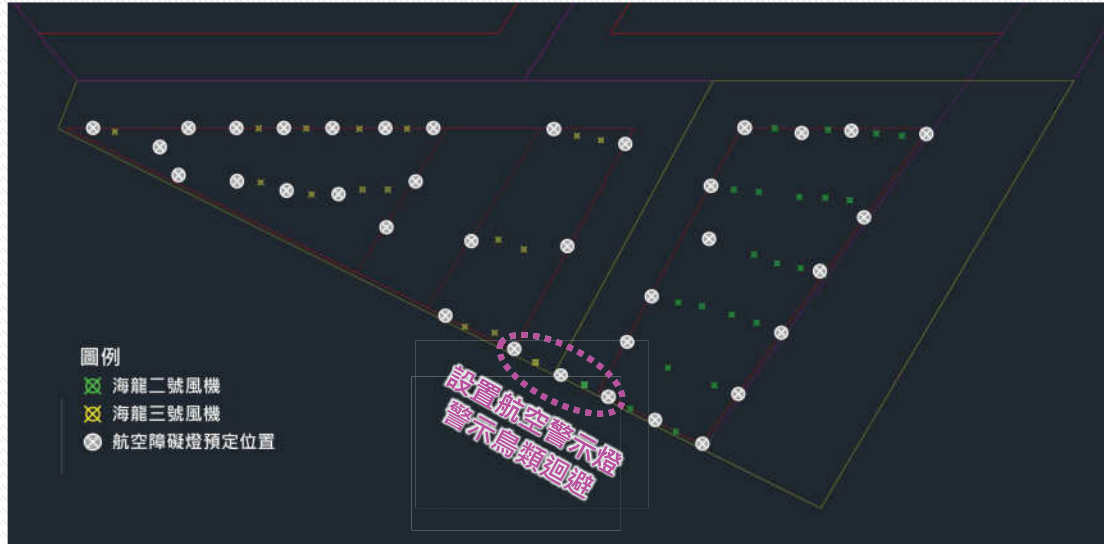 圖例
海龍二號風機
海龍三號風機
航空障礙燈預定位置
設置航空警示燈
警示鳥類迴避